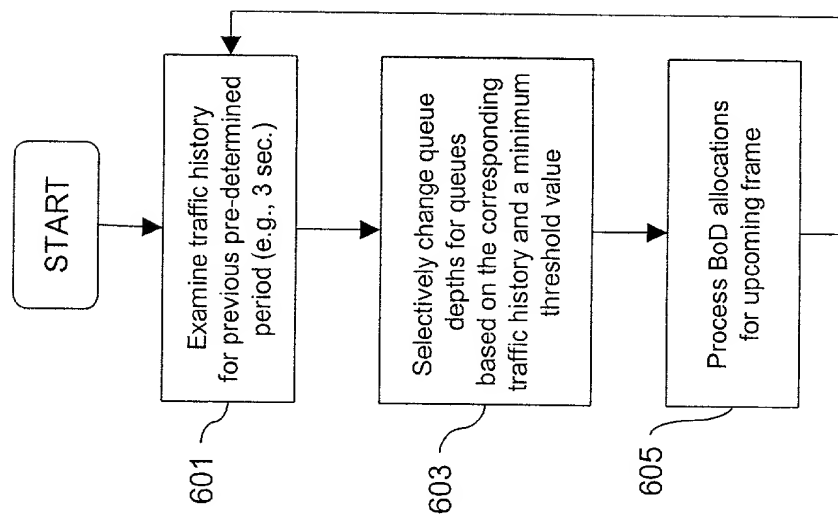 START
Examine traffic history
for previous pre-determined
period (e.g., 3 sec.)
601
Selectively change queue
depths for queues
based on the corresponding
traffic history and a minimum
threshold value
603
Process BoD allocations
for upcoming frame
605